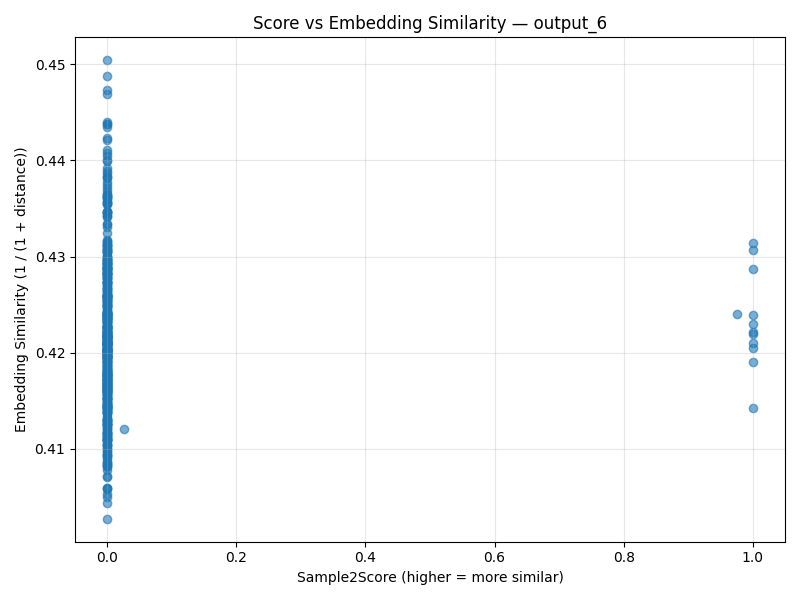 Score vs Embedding Similarity — output_6
Embedding Similarity (1 / (1 + distance))
0.45
0.44
0.43
0.42
0.41
0.0 0.2 0.4 0.6 0.8 1.0
Sample2Score (higher = more similar)